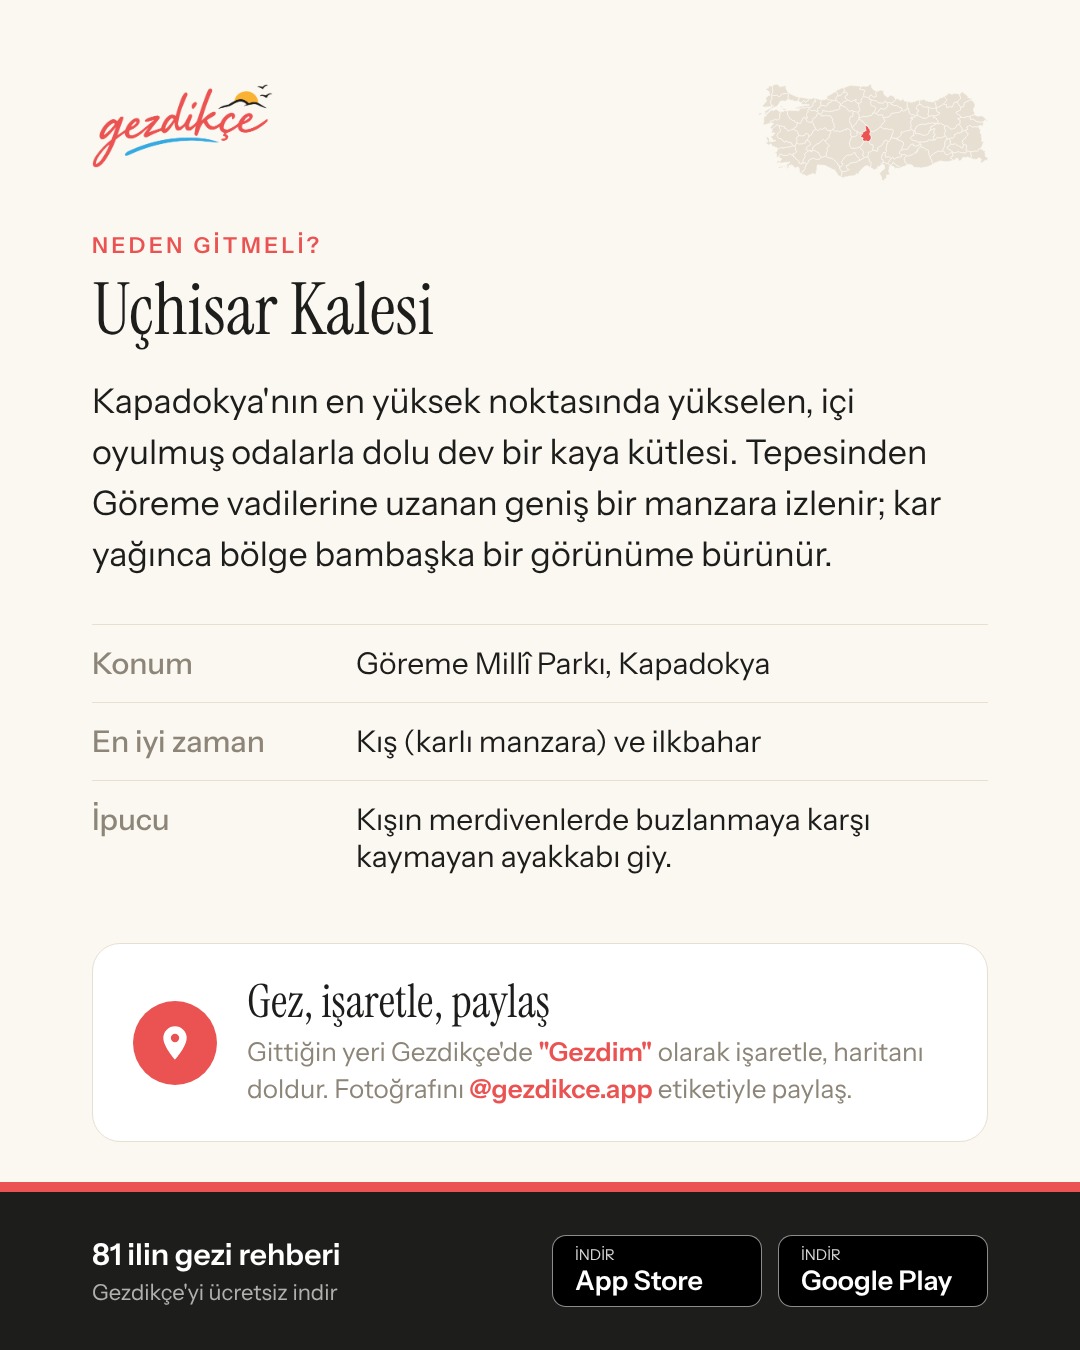 gezdikçe
NEDEN GİTMELİ?
Uçhisar Kalesi
Kapadokya'nın en yüksek noktasında yükselen, içi
oyulmuş odalarla dolu dev bir kaya kütlesi. Tepesinden
Göreme vadilerine uzanan geniş bir manzara izlenir; kar
yağınca bölge bambaşka bir görünüme bürünür.
Konum
Göreme Millî Parkı, Kapadokya
En iyi zaman
Kış (karlı manzara) ve ilkbahar
İpucu
Kışın merdivenlerde buzlanmaya karşı
kaymayan ayakkabı giy.
Gez, işaretle, paylaş
Gittiğin yeri Gezdikçe'de "Gezdim" olarak işaretle, haritanı
doldur. Fotoğrafını @gezdikce.app etiketiyle paylaş.
81 ilin gezi rehberi
Gezdikçe'yi ücretsiz indir
İNDİR
App Store
İNDİR
Google Play